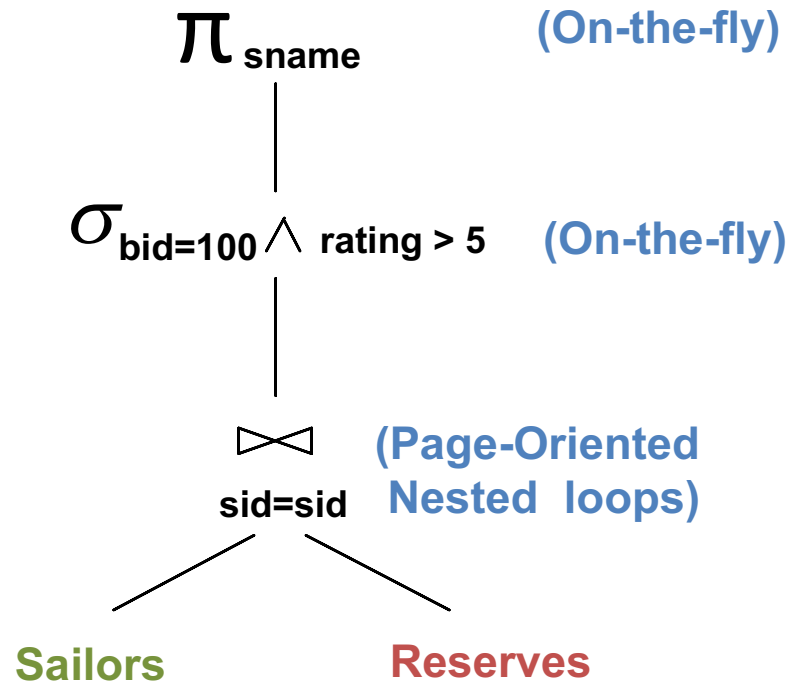 π sname (On-the-fly)
σ bid=100 ∧ rating > 5 (On-the-fly)
⋈ (Page-Oriented
sid=sid Nested loops)
Sailors Reserves